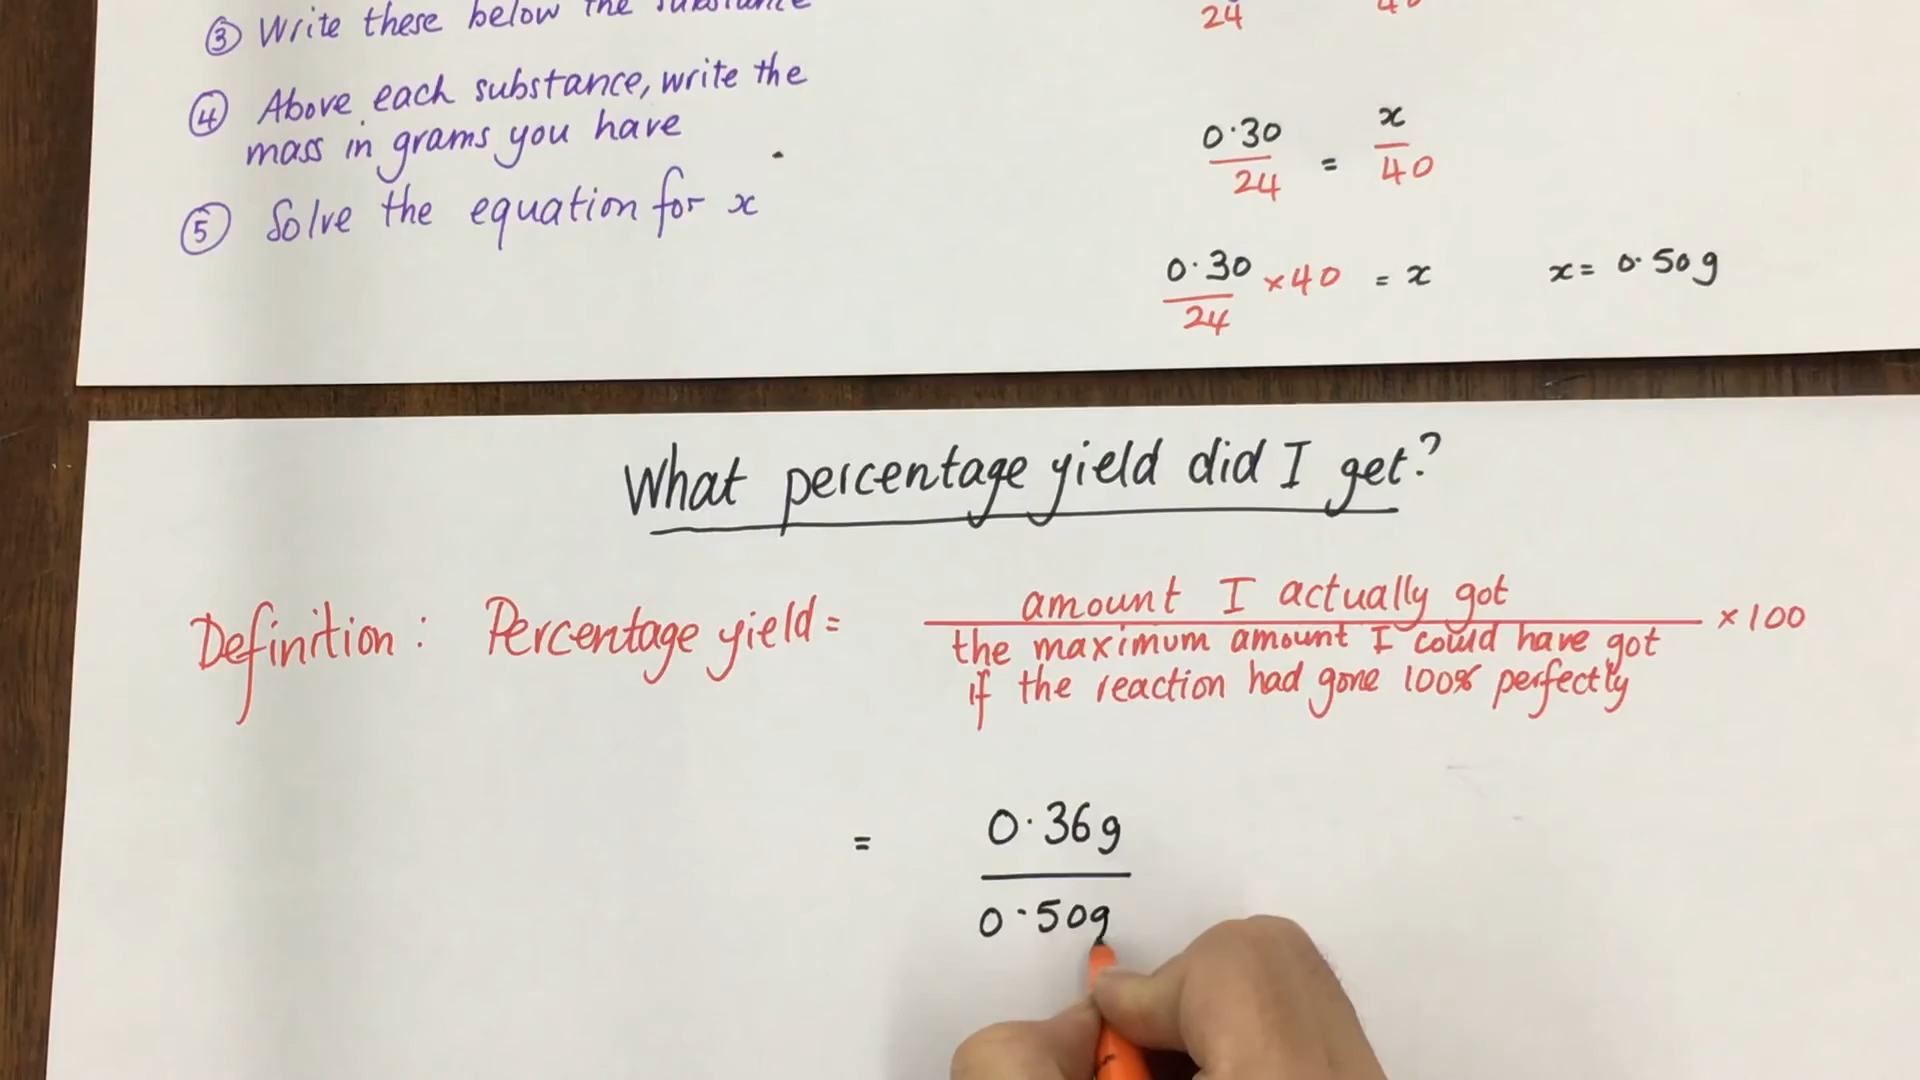 ③ Write these below the substance
④ Above each substance, write the
mass in grams you have
⑤ Solve the equation for x
24 40
0.30 / 24 = x / 40
0.30 / 24 × 40 = x x = 0.50g
What percentage yield did I get?
Definition: Percentage yield = amount I actually got × 100
the maximum amount I could have got
if the reaction had gone 100% perfectly
= 0.36g
0.50g